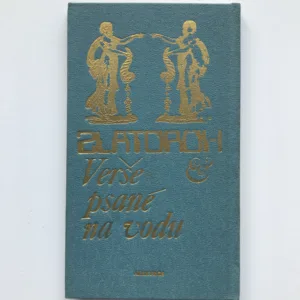 ZLATOROH
Verše &
psané
na vodu